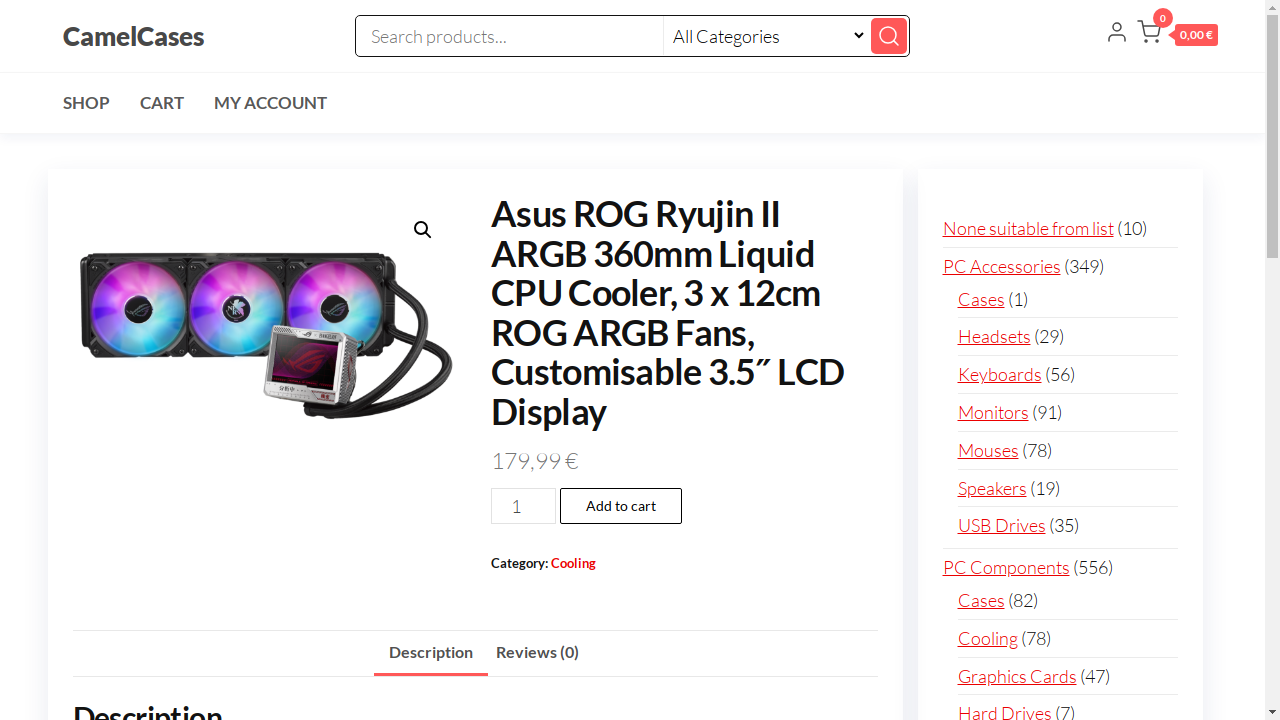 CamelCases
Search products...
All Categories
0
0,00 €
SHOP
CART
MY ACCOUNT
Asus ROG Ryujin II
ARGB 360mm Liquid
CPU Cooler, 3 x 12cm
ROG ARGB Fans,
Customisable 3.5″ LCD
Display
179,99 €
1
Add to cart
Category: Cooling
Description
Reviews (0)
Description
None suitable from list (10)
PC Accessories (349)
Cases (1)
Headsets (29)
Keyboards (56)
Monitors (91)
Mouses (78)
Speakers (19)
USB Drives (35)
PC Components (556)
Cases (82)
Cooling (78)
Graphics Cards (47)
Hard Drives (7)